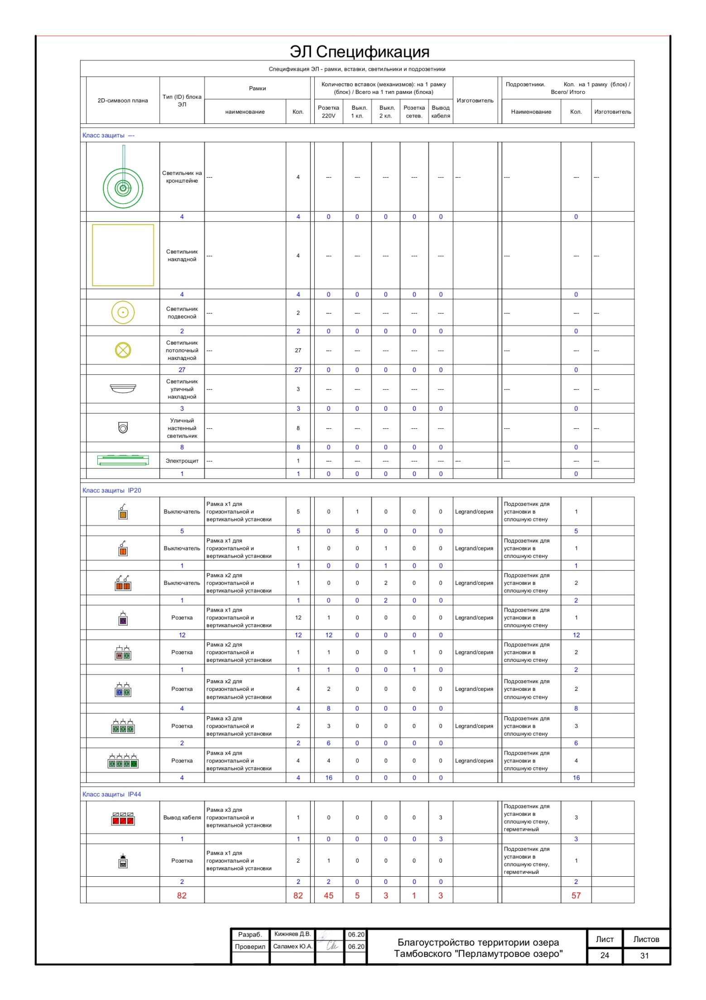 ЭЛ Спецификация
Спецификация ЭЛ - рамки, вставки, светильники и подрозетники
2D-симвоол плана
Тип (ID) блока
ЭЛ
Рамки
наименование
Кол.
Количество вставок (механизмов): на 1 рамку
(блок) / Всего на 1 тип рамки (блока)
Розетка
220V
Выкл.
1 кл.
Выкл.
2 кл.
Розетка
сетев.
Вывод
кабеля
Изготовитель
Подрозетники. Кол. на 1 рамку (блок) /
Всего/ Итого
Наименование
Кол.
Изготовитель
Класс защиты ---
Светильник на
кронштейне
--- 4 --- --- --- --- --- --- --- --- ---
4 4 0 0 0 0 0 0
Светильник
накладной
--- 4 --- --- --- --- --- --- --- ---
4 4 0 0 0 0 0 0
Светильник
подвесной
--- 2 --- --- --- --- --- --- --- ---
2 2 0 0 0 0 0 0
Светильник
потолочный
накладной
--- 27 --- --- --- --- --- --- --- ---
27 27 0 0 0 0 0 0
Светильник
уличный
накладной
--- 3 --- --- --- --- --- --- --- ---
3 3 0 0 0 0 0 0
Уличный
настенный
светильник
--- 8 --- --- --- --- --- --- --- ---
8 8 0 0 0 0 0 0
Электрощит --- 1 --- --- --- --- --- --- --- --- ---
1 1 0 0 0 0 0 0
Класс защиты IP20
Выключатель
Рамка x1 для
горизонтальной и
вертикальной установки
5 0 1 0 0 0 Legrand/серия
Подрозетник для
установки в
сплошную стену
1
5 5 0 5 0 0 0 5
Выключатель
Рамка x1 для
горизонтальной и
вертикальной установки
1 0 0 1 0 0 Legrand/серия
Подрозетник для
установки в
сплошную стену
1
1 1 0 0 1 0 0 1
Выключатель
Рамка x2 для
горизонтальной и
вертикальной установки
1 0 0 2 0 0 Legrand/серия
Подрозетник для
установки в
сплошную стену
2
1 1 0 0 2 0 0 2
Розетка
Рамка x1 для
горизонтальной и
вертикальной установки
12 1 0 0 0 0 Legrand/серия
Подрозетник для
установки в
сплошную стену
1
12 12 12 0 0 0 0 12
Розетка
Рамка x2 для
горизонтальной и
вертикальной установки
1 1 0 0 1 0 Legrand/серия
Подрозетник для
установки в
сплошную стену
2
1 1 1 0 0 1 0 2
Розетка
Рамка x2 для
горизонтальной и
вертикальной установки
4 2 0 0 0 0 Legrand/серия
Подрозетник для
установки в
сплошную стену
2
4 4 8 0 0 0 0 8
Розетка
Рамка x3 для
горизонтальной и
вертикальной установки
2 3 0 0 0 0 Legrand/серия
Подрозетник для
установки в
сплошную стену
3
2 2 6 0 0 0 0 6
Розетка
Рамка x4 для
горизонтальной и
вертикальной установки
4 4 0 0 0 0 Legrand/серия
Подрозетник для
установки в
сплошную стену
4
4 4 16 0 0 0 0 16
Класс защиты IP44
Вывод кабеля
Рамка x3 для
горизонтальной и
вертикальной установки
1 0 0 0 0 3
Подрозетник для
установки в
сплошную стену,
герметичный
3
1 1 0 0 0 0 3 3
Розетка
Рамка x1 для
горизонтальной и
вертикальной установки
2 1 0 0 0 0
Подрозетник для
установки в
сплошную стену,
герметичный
1
2 2 2 0 0 0 0 2
82 82 45 5 3 1 3 57
Разраб. Кижняев Д.В. 06.20
Проверил Саламех Ю.А. 06.20
Благоустройство территории озера
Тамбовского "Перламутровое озеро"
Лист Листов
24 31